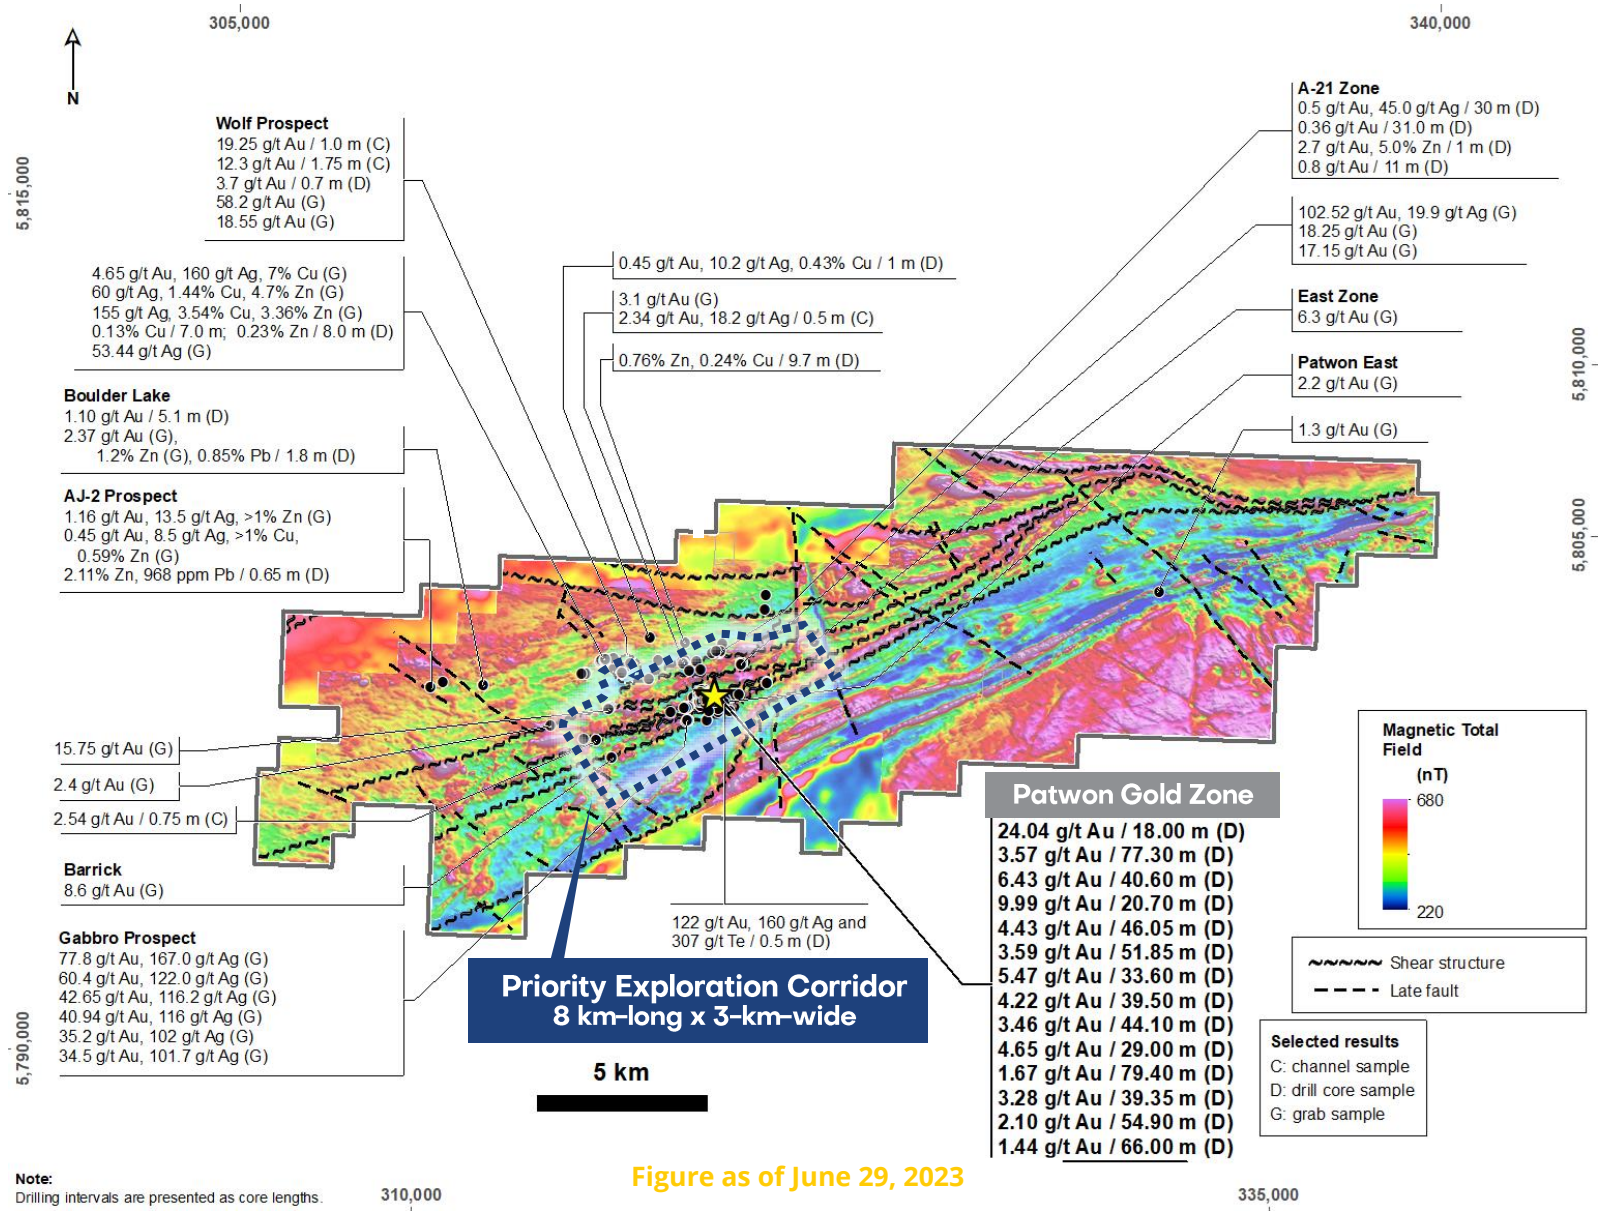 305,000
340,000
N
5,815,000
5,810,000
5,805,000
5,790,000
Wolf Prospect
19.25 g/t Au / 1.0 m (C)
12.3 g/t Au / 1.75 m (C)
3.7 g/t Au / 0.7 m (D)
58.2 g/t Au (G)
18.55 g/t Au (G)
4.65 g/t Au, 160 g/t Ag, 7% Cu (G)
60 g/t Ag, 1.44% Cu, 4.7% Zn (G)
155 g/t Ag, 3.54% Cu, 3.36% Zn (G)
0.13% Cu / 7.0 m; 0.23% Zn / 8.0 m (D)
53.44 g/t Ag (G)
Boulder Lake
1.10 g/t Au / 5.1 m (D)
2.37 g/t Au (G),
1.2% Zn (G), 0.85% Pb / 1.8 m (D)
AJ-2 Prospect
1.16 g/t Au, 13.5 g/t Ag, >1% Zn (G)
0.45 g/t Au, 8.5 g/t Ag, >1% Cu,
0.59% Zn (G)
2.11% Zn, 968 ppm Pb / 0.65 m (D)
0.45 g/t Au, 10.2 g/t Ag, 0.43% Cu / 1 m (D)
3.1 g/t Au (G)
2.34 g/t Au, 18.2 g/t Ag / 0.5 m (C)
0.76% Zn, 0.24% Cu / 9.7 m (D)
A-21 Zone
0.5 g/t Au, 45.0 g/t Ag / 30 m (D)
0.36 g/t Au / 31.0 m (D)
2.7 g/t Au, 5.0% Zn / 1 m (D)
0.8 g/t Au / 11 m (D)
102.52 g/t Au, 19.9 g/t Ag (G)
18.25 g/t Au (G)
17.15 g/t Au (G)
East Zone
6.3 g/t Au (G)
Patwon East
2.2 g/t Au (G)
1.3 g/t Au (G)
15.75 g/t Au (G)
2.4 g/t Au (G)
2.54 g/t Au / 0.75 m (C)
Barrick
8.6 g/t Au (G)
Gabbro Prospect
77.8 g/t Au, 167.0 g/t Ag (G)
60.4 g/t Au, 122.0 g/t Ag (G)
42.65 g/t Au, 116.2 g/t Ag (G)
40.94 g/t Au, 116 g/t Ag (G)
35.2 g/t Au, 102 g/t Ag (G)
34.5 g/t Au, 101.7 g/t Ag (G)
122 g/t Au, 160 g/t Ag and
307 g/t Te / 0.5 m (D)
Priority Exploration Corridor
8 km-long x 3-km-wide
5 km
Patwon Gold Zone
24.04 g/t Au / 18.00 m (D)
3.57 g/t Au / 77.30 m (D)
6.43 g/t Au / 40.60 m (D)
9.99 g/t Au / 20.70 m (D)
4.43 g/t Au / 46.05 m (D)
3.59 g/t Au / 51.85 m (D)
5.47 g/t Au / 33.60 m (D)
4.22 g/t Au / 39.50 m (D)
3.46 g/t Au / 44.10 m (D)
4.65 g/t Au / 29.00 m (D)
1.67 g/t Au / 79.40 m (D)
3.28 g/t Au / 39.35 m (D)
2.10 g/t Au / 54.90 m (D)
1.44 g/t Au / 66.00 m (D)
Magnetic Total
Field
(nT)
680
220
Shear structure
Late fault
Selected results
C: channel sample
D: drill core sample
G: grab sample
Figure as of June 29, 2023
Note:
Drilling intervals are presented as core lengths.
310,000
335,000